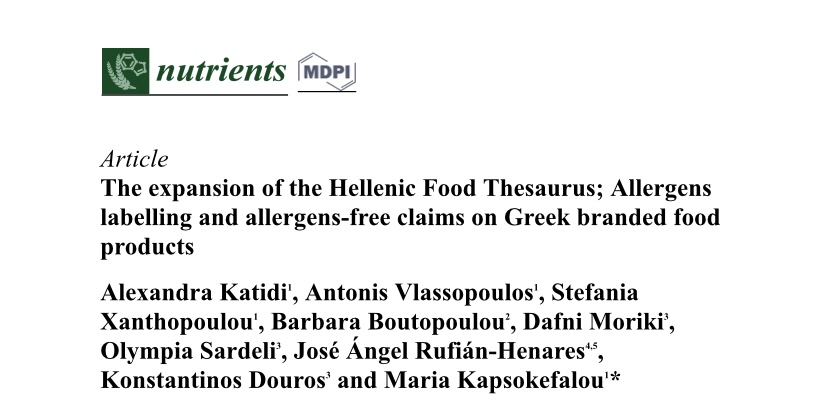 nutrients MDPI
Article
The expansion of the Hellenic Food Thesaurus; Allergens
labelling and allergens-free claims on Greek branded food
products
Alexandra Katidi¹, Antonis Vlassopoulos¹, Stefania
Xanthopoulou¹, Barbara Boutopoulou², Dafni Moriki³,
Olympia Sardeli³, José Ángel Rufián-Henares⁴,⁵,
Konstantinos Douros³ and Maria Kapsokefalou¹*